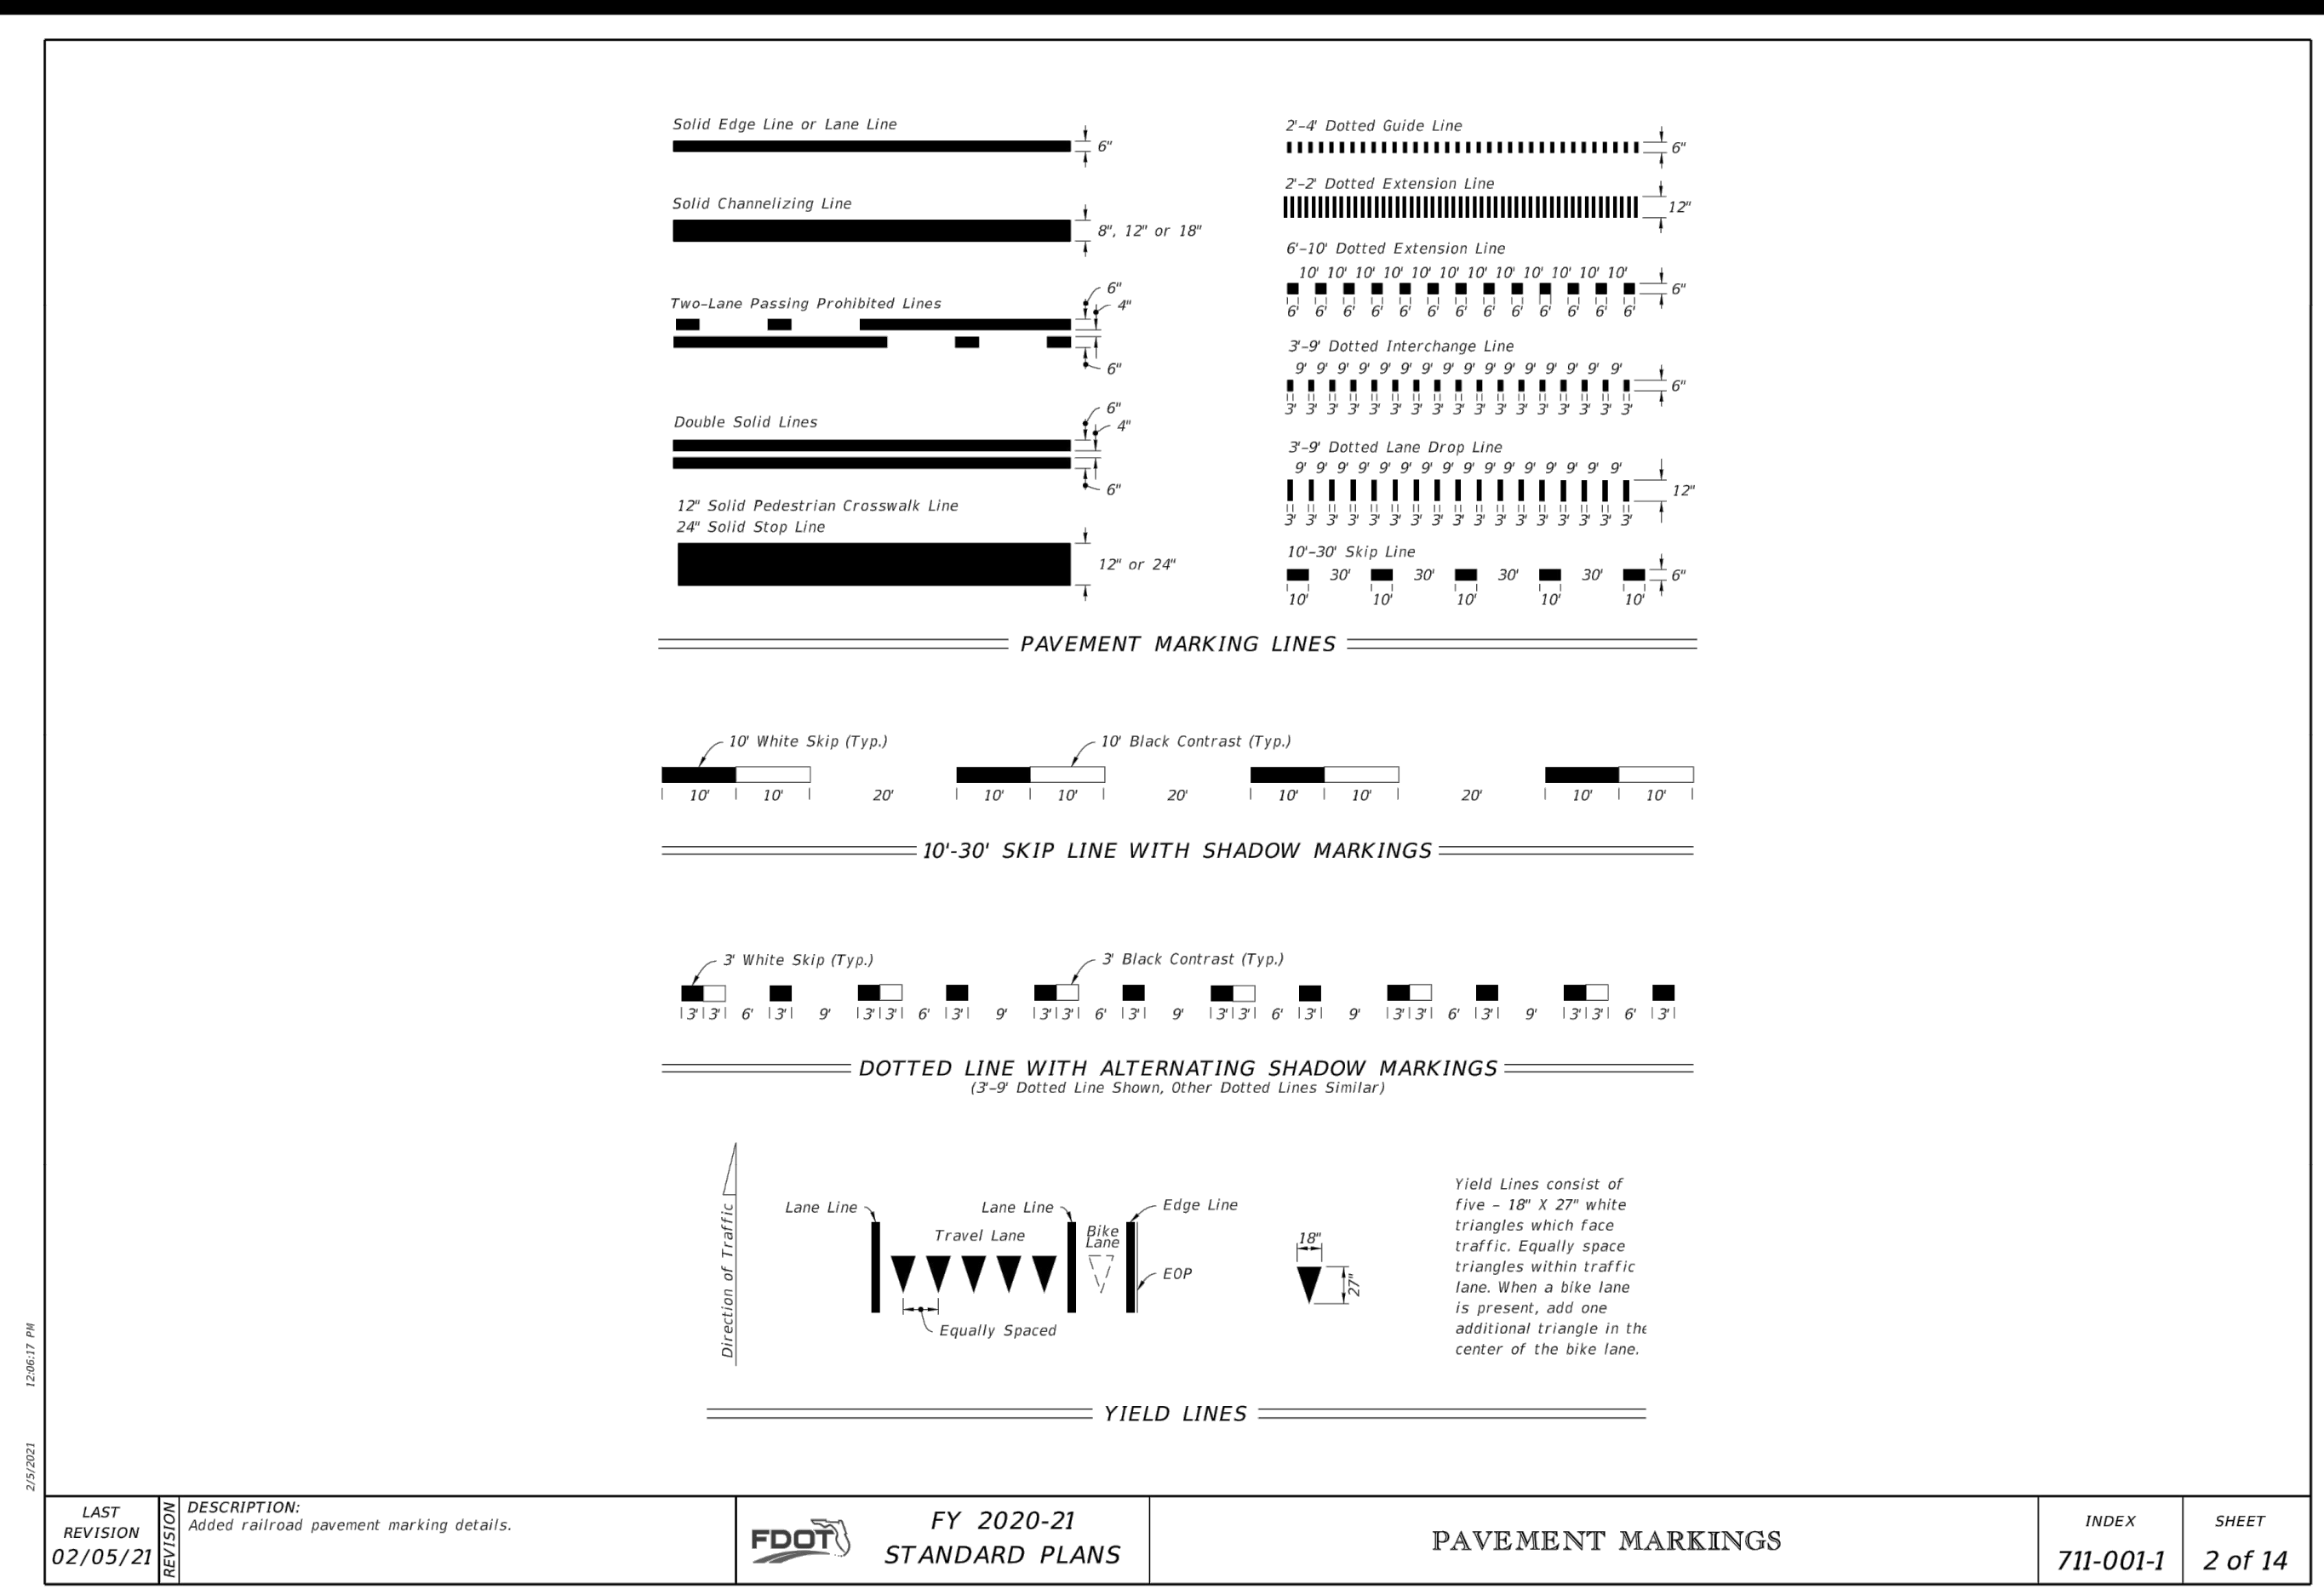 Solid Edge Line or Lane Line
6"
Solid Channelizing Line
8", 12" or 18"
Two-Lane Passing Prohibited Lines
6"
4"
6"
Double Solid Lines
6"
4"
6"
12" Solid Pedestrian Crosswalk Line
24" Solid Stop Line
12" or 24"
2'-4' Dotted Guide Line
6"
2'-2' Dotted Extension Line
12"
6'-10' Dotted Extension Line
10' 10' 10' 10' 10' 10' 10' 10' 10' 10' 10' 10'
6"
6' 6' 6' 6' 6' 6' 6' 6' 6' 6' 6' 6' 6'
3'-9' Dotted Interchange Line
9' 9' 9' 9' 9' 9' 9' 9' 9' 9' 9' 9' 9' 9' 9' 9'
6"
3' 3' 3' 3' 3' 3' 3' 3' 3' 3' 3' 3' 3' 3' 3' 3' 3'
3'-9' Dotted Lane Drop Line
9' 9' 9' 9' 9' 9' 9' 9' 9' 9' 9' 9' 9' 9' 9' 9'
12"
3' 3' 3' 3' 3' 3' 3' 3' 3' 3' 3' 3' 3' 3' 3' 3' 3'
10'-30' Skip Line
30' 30' 30' 30'
6"
10' 10' 10' 10' 10'
PAVEMENT MARKING LINES
10' White Skip (Typ.)
10' Black Contrast (Typ.)
10' 10' 20' 10' 10' 20' 10' 10' 20' 10' 10'
10'-30' SKIP LINE WITH SHADOW MARKINGS
3' White Skip (Typ.)
3' Black Contrast (Typ.)
3' 3' 6' 3' 9' 3' 3' 6' 3' 9' 3' 3' 6' 3' 9' 3' 3' 6' 3' 9' 3' 3' 6' 3' 9' 3' 3' 6' 3'
DOTTED LINE WITH ALTERNATING SHADOW MARKINGS
(3'-9' Dotted Line Shown, Other Dotted Lines Similar)
Direction of Traffic
Lane Line
Lane Line
Edge Line
Travel Lane
Bike
Lane
EOP
Equally Spaced
18"
27"
Yield Lines consist of
five - 18" X 27" white
triangles which face
traffic. Equally space
triangles within traffic
lane. When a bike lane
is present, add one
additional triangle in the
center of the bike lane.
YIELD LINES
12:06:17 PM
2/5/2021
LAST
REVISION
02/05/21
REVISION
DESCRIPTION:
Added railroad pavement marking details.
FDOT
FY 2020-21
STANDARD PLANS
PAVEMENT MARKINGS
INDEX
711-001-1
SHEET
2 of 14